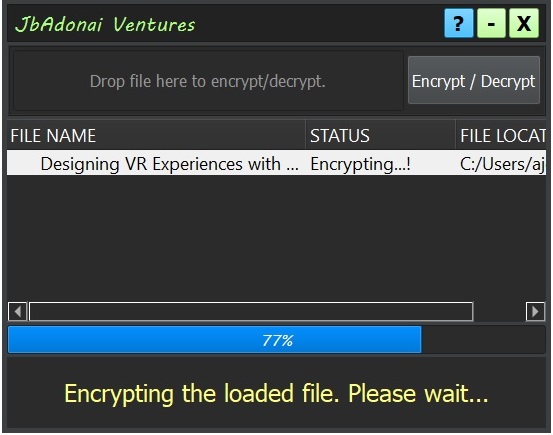 JbAdonai Ventures ? - X
Drop file here to encrypt/decrypt. Encrypt / Decrypt
FILE NAME STATUS FILE LOCAT
Designing VR Experiences with ... Encrypting...! C:/Users/aj
77%
Encrypting the loaded file. Please wait...